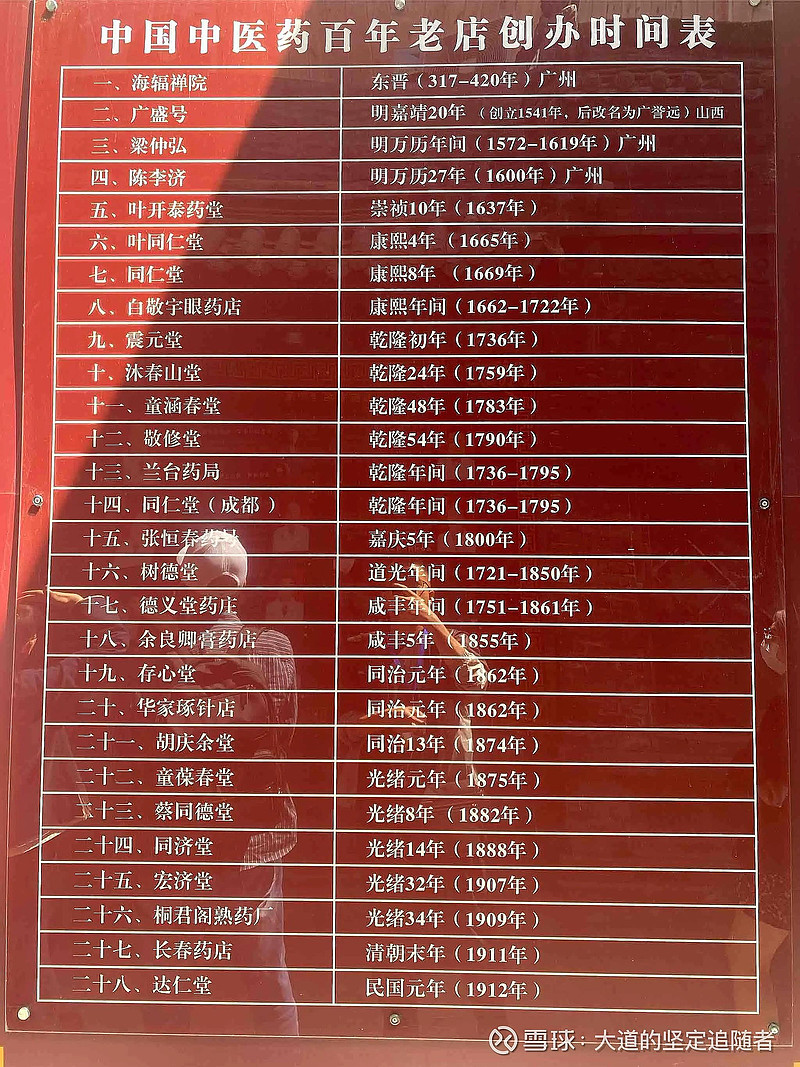 中国中医药百年老店创办时间表
一、海辐禅院 东晋(317-420年)广州
二、广盛号 明嘉靖20年 (创立1541年,后改名为广誉远)山西
三、梁仲弘 明万历年间(1572-1619年)广州
四、陈李济 明万历27年(1600年)广州
五、叶开泰药堂 崇祯10年(1637年)
六、叶同仁堂 康熙4年(1665年)
七、同仁堂 康熙8年 (1669年)
八、白敬宇眼药店 康熙年间(1662-1722年)
九、震元堂 乾隆初年(1736年)
十、沐春山堂 乾隆24年(1759年)
十一、童涵春堂 乾隆48年(1783年)
十二、敬修堂 乾隆54年(1790年)
十三、兰台药局 乾隆年间(1736-1795)
十四、同仁堂(成都 ) 乾隆年间(1736-1795)
十五、张恒春药号 嘉庆5年(1800年)
十六、树德堂 道光年间(1721-1850年)
十七、德义堂药庄 咸丰年间(1751-1861年)
十八、余良卿膏药店 咸丰5年(1855年)
十九、存心堂 同治元年(1862年)
二十、华家琢针店 同治元年(1862年)
二十一、胡庆余堂 同治13年(1874年)
二十二、童葆春堂 光绪元年(1875年)
二十三、蔡同德堂 光绪8年(1882年)
二十四、同济堂 光绪14年(1888年)
二十五、宏济堂 光绪32年(1907年)
二十六、桐君阁熟药厂 光绪34年(1909年)
二十七、长春药店 清朝末年(1911年)
二十八、达仁堂 民国元年(1912年)
雪球:大道的坚定追随者